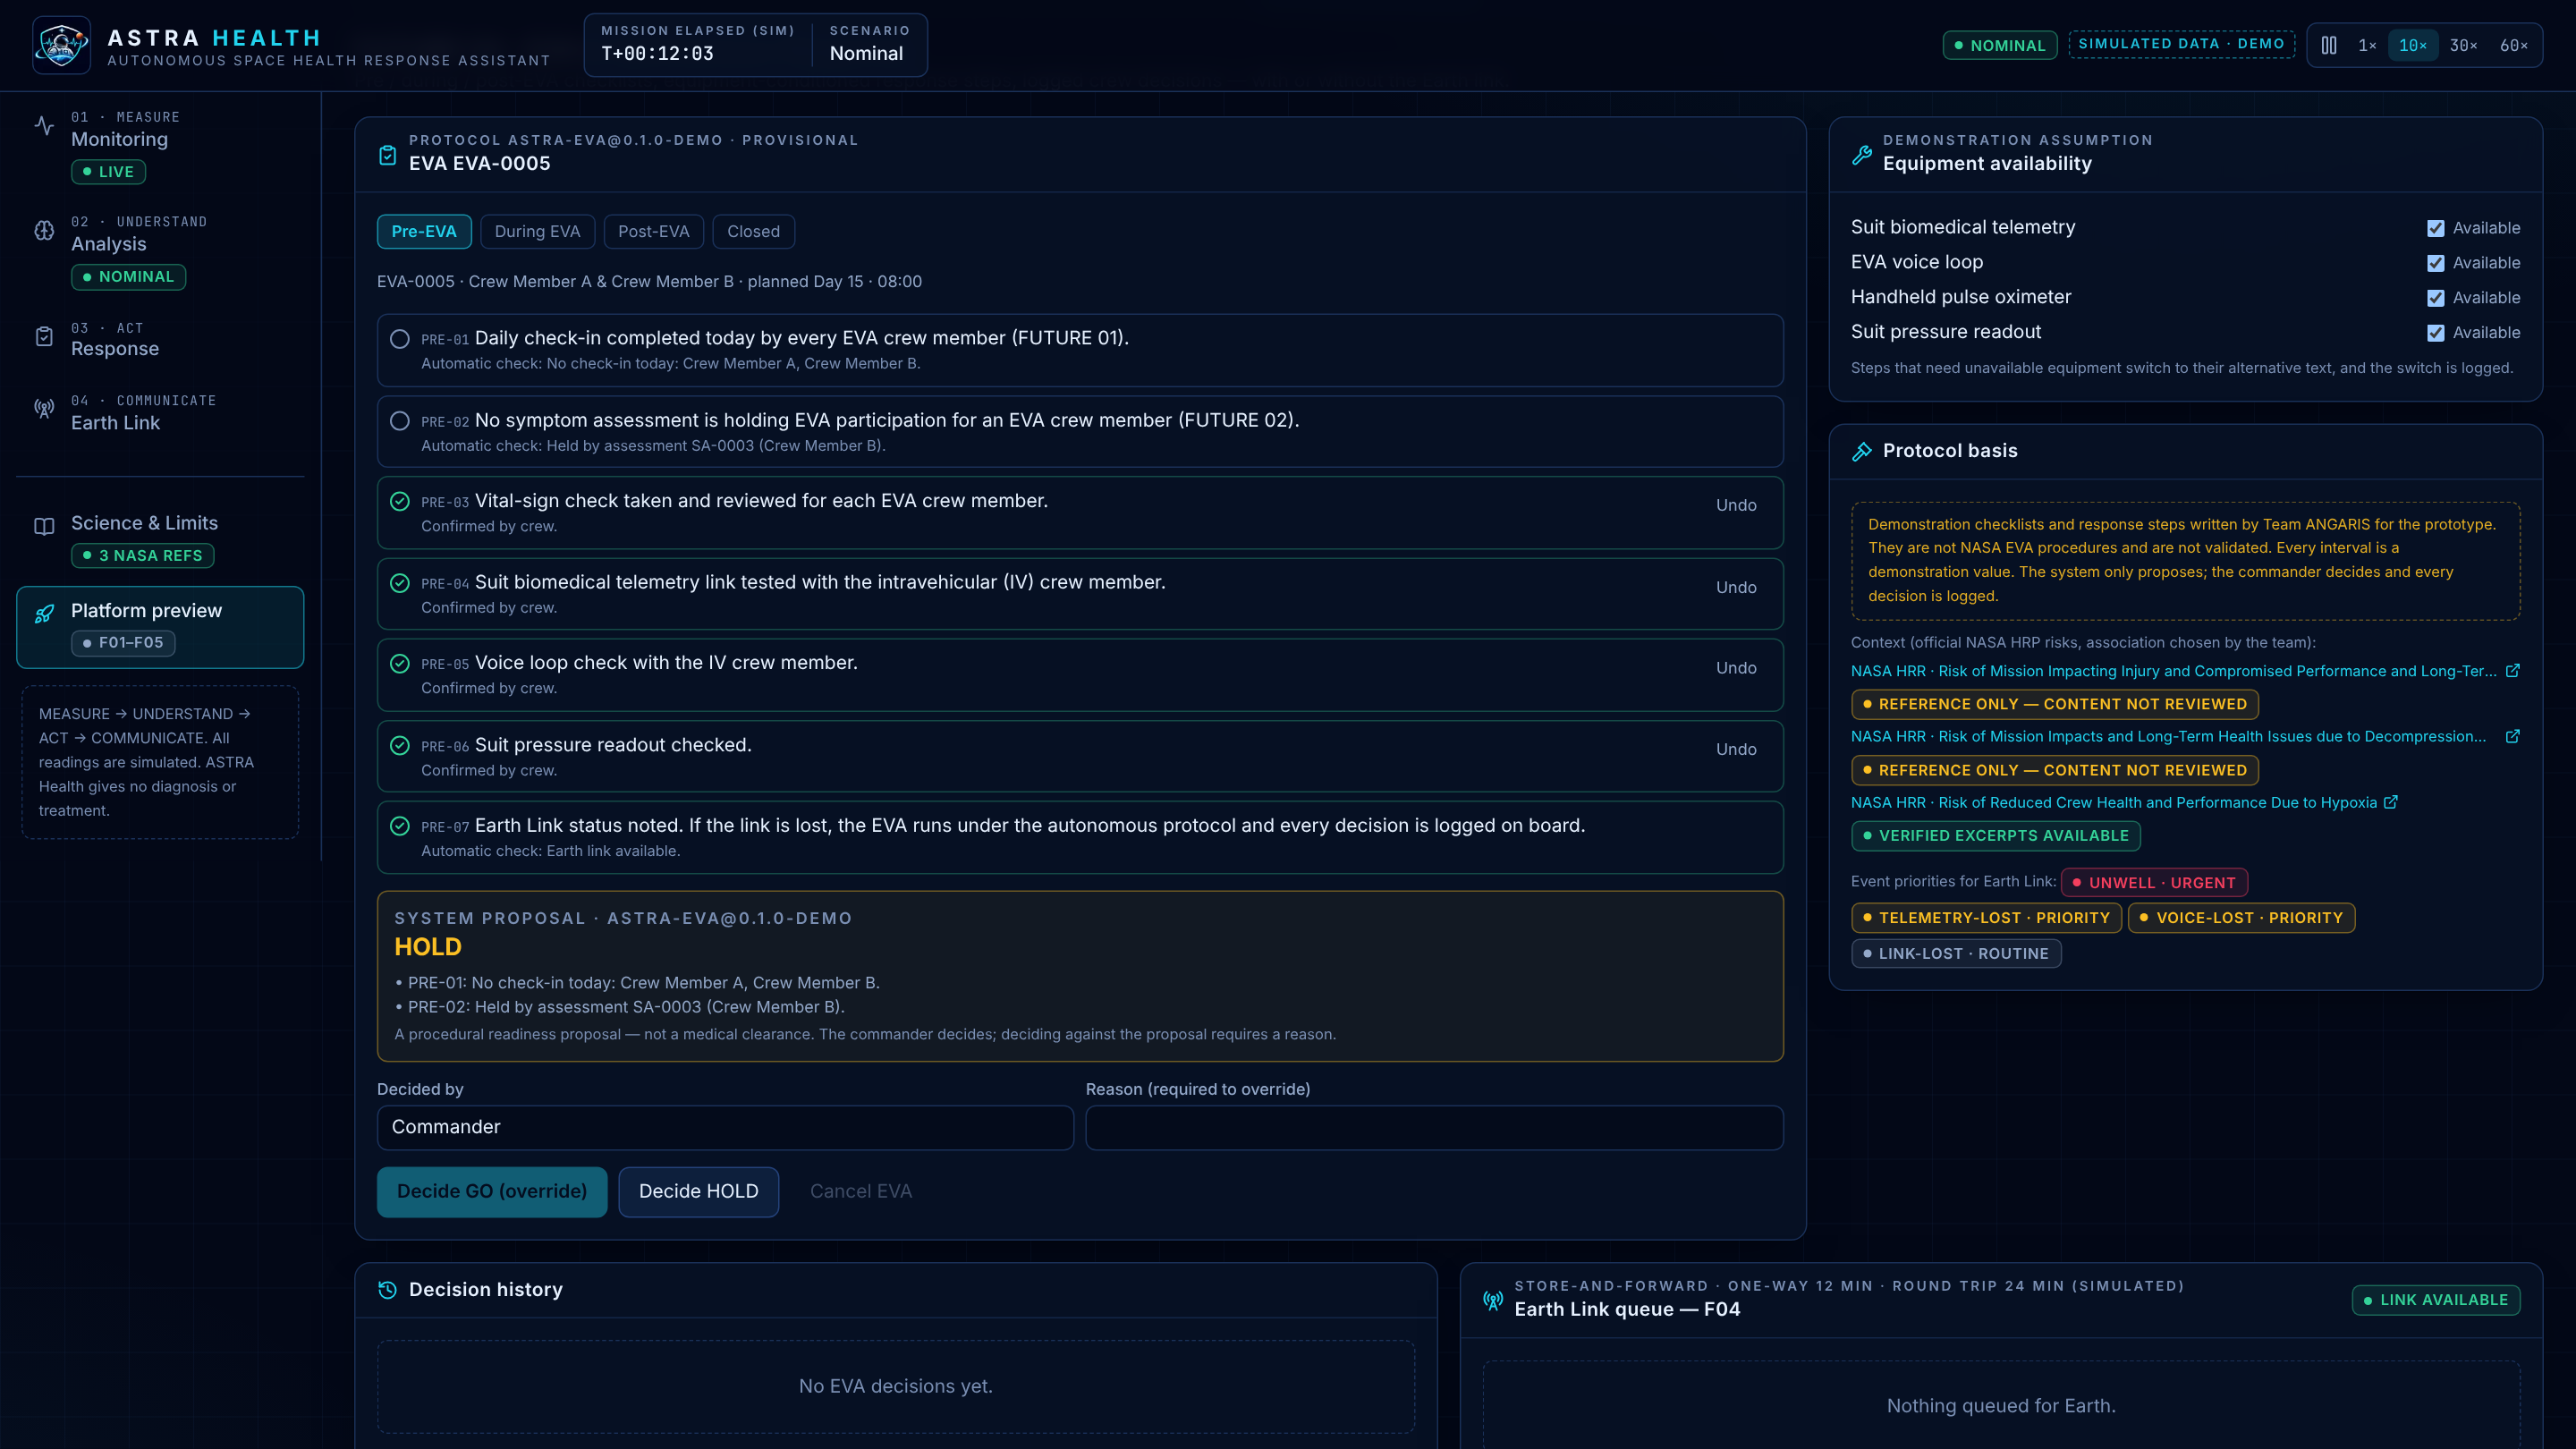 ASTRA HEALTH
AUTONOMOUS SPACE HEALTH RESPONSE ASSISTANT
MISSION ELAPSED (SIM)
T+00:12:03
SCENARIO
Nominal
NOMINAL
SIMULATED DATA · DEMO
1×
10×
30×
60×
01 · MEASURE
Monitoring
LIVE
02 · UNDERSTAND
Analysis
NOMINAL
03 · ACT
Response
04 · COMMUNICATE
Earth Link
Science & Limits
3 NASA REFS
Platform preview
F01–F05
MEASURE → UNDERSTAND →
ACT → COMMUNICATE. All
readings are simulated. ASTRA
Health gives no diagnosis or
treatment.
PROTOCOL ASTRA-EVA@0.1.0-DEMO · PROVISIONAL
EVA EVA-0005
Pre-EVA
During EVA
Post-EVA
Closed
EVA-0005 · Crew Member A & Crew Member B · planned Day 15 · 08:00
PRE-01 Daily check-in completed today by every EVA crew member (FUTURE 01).
Automatic check: No check-in today: Crew Member A, Crew Member B.
PRE-02 No symptom assessment is holding EVA participation for an EVA crew member (FUTURE 02).
Automatic check: Held by assessment SA-0003 (Crew Member B).
PRE-03 Vital-sign check taken and reviewed for each EVA crew member.
Confirmed by crew.
Undo
PRE-04 Suit biomedical telemetry link tested with the intravehicular (IV) crew member.
Confirmed by crew.
Undo
PRE-05 Voice loop check with the IV crew member.
Confirmed by crew.
Undo
PRE-06 Suit pressure readout checked.
Confirmed by crew.
Undo
PRE-07 Earth Link status noted. If the link is lost, the EVA runs under the autonomous protocol and every decision is logged on board.
Automatic check: Earth link available.
SYSTEM PROPOSAL · ASTRA-EVA@0.1.0-DEMO
HOLD
• PRE-01: No check-in today: Crew Member A, Crew Member B.
• PRE-02: Held by assessment SA-0003 (Crew Member B).
A procedural readiness proposal — not a medical clearance. The commander decides; deciding against the proposal requires a reason.
Decided by
Commander
Reason (required to override)
Decide GO (override)
Decide HOLD
Cancel EVA
DEMONSTRATION ASSUMPTION
Equipment availability
Suit biomedical telemetry
Available
EVA voice loop
Available
Handheld pulse oximeter
Available
Suit pressure readout
Available
Steps that need unavailable equipment switch to their alternative text, and the switch is logged.
Protocol basis
Demonstration checklists and response steps written by Team ANGARIS for the prototype.
They are not NASA EVA procedures and are not validated. Every interval is a
demonstration value. The system only proposes; the commander decides and every
decision is logged.
Context (official NASA HRP risks, association chosen by the team):
NASA HRR · Risk of Mission Impacting Injury and Compromised Performance and Long-Ter...
REFERENCE ONLY — CONTENT NOT REVIEWED
NASA HRR · Risk of Mission Impacts and Long-Term Health Issues due to Decompression...
REFERENCE ONLY — CONTENT NOT REVIEWED
NASA HRR · Risk of Reduced Crew Health and Performance Due to Hypoxia
VERIFIED EXCERPTS AVAILABLE
Event priorities for Earth Link:
UNWELL · URGENT
TELEMETRY-LOST · PRIORITY
VOICE-LOST · PRIORITY
LINK-LOST · ROUTINE
Decision history
No EVA decisions yet.
STORE-AND-FORWARD · ONE-WAY 12 MIN · ROUND TRIP 24 MIN (SIMULATED)
Earth Link queue — F04
LINK AVAILABLE
Nothing queued for Earth.